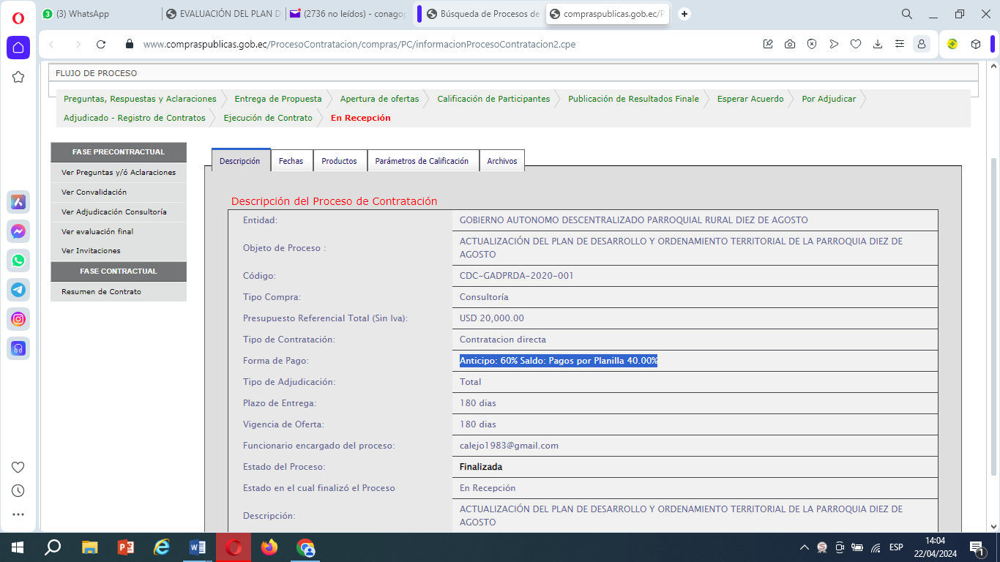 3
(3) WhatsApp
EVALUACIÓN DEL PLAN D
(2736 no leídos) - conagop
Búsqueda de Procesos de
compraspublicas.gob.ec/P
www.compraspublicas.gob.ec/ProcesoContratacion/compras/PC/informacionProcesoContratacion2.cpe
FLUJO DE PROCESO
Preguntas, Respuestas y Aclaraciones
Entrega de Propuesta
Apertura de ofertas
Calificación de Participantes
Publicación de Resultados Finale
Esperar Acuerdo
Por Adjudicar
Adjudicado - Registro de Contratos
Ejecución de Contrato
En Recepción
FASE PRECONTRACTUAL
Ver Preguntas y/ó Aclaraciones
Ver Convalidación
Ver Adjudicación Consultoría
Ver evaluación final
Ver Invitaciones
FASE CONTRACTUAL
Resumen de Contrato
Descripción
Fechas
Productos
Parámetros de Calificación
Archivos
Descripción del Proceso de Contratación
Entidad: GOBIERNO AUTONOMO DESCENTRALIZADO PARROQUIAL RURAL DIEZ DE AGOSTO
Objeto de Proceso : ACTUALIZACIÓN DEL PLAN DE DESARROLLO Y ORDENAMIENTO TERRITORIAL DE LA PARROQUIA DIEZ DE
AGOSTO
Código: CDC-GADPRDA-2020-001
Tipo Compra: Consultoría
Presupuesto Referencial Total (Sin Iva): USD 20,000.00
Tipo de Contratación: Contratacion directa
Forma de Pago: Anticipo: 60% Saldo: Pagos por Planilla 40.00%
Tipo de Adjudicación: Total
Plazo de Entrega: 180 dias
Vigencia de Oferta: 180 dias
Funcionario encargado del proceso: calejo1983@gmail.com
Estado del Proceso: Finalizada
Estado en el cual finalizó el Proceso En Recepción
Descripción: ACTUALIZACIÓN DEL PLAN DE DESARROLLO Y ORDENAMIENTO TERRITORIAL DE LA PARROQUIA DIEZ DE
AGOSTO
ESP
14:04
22/04/2024
1